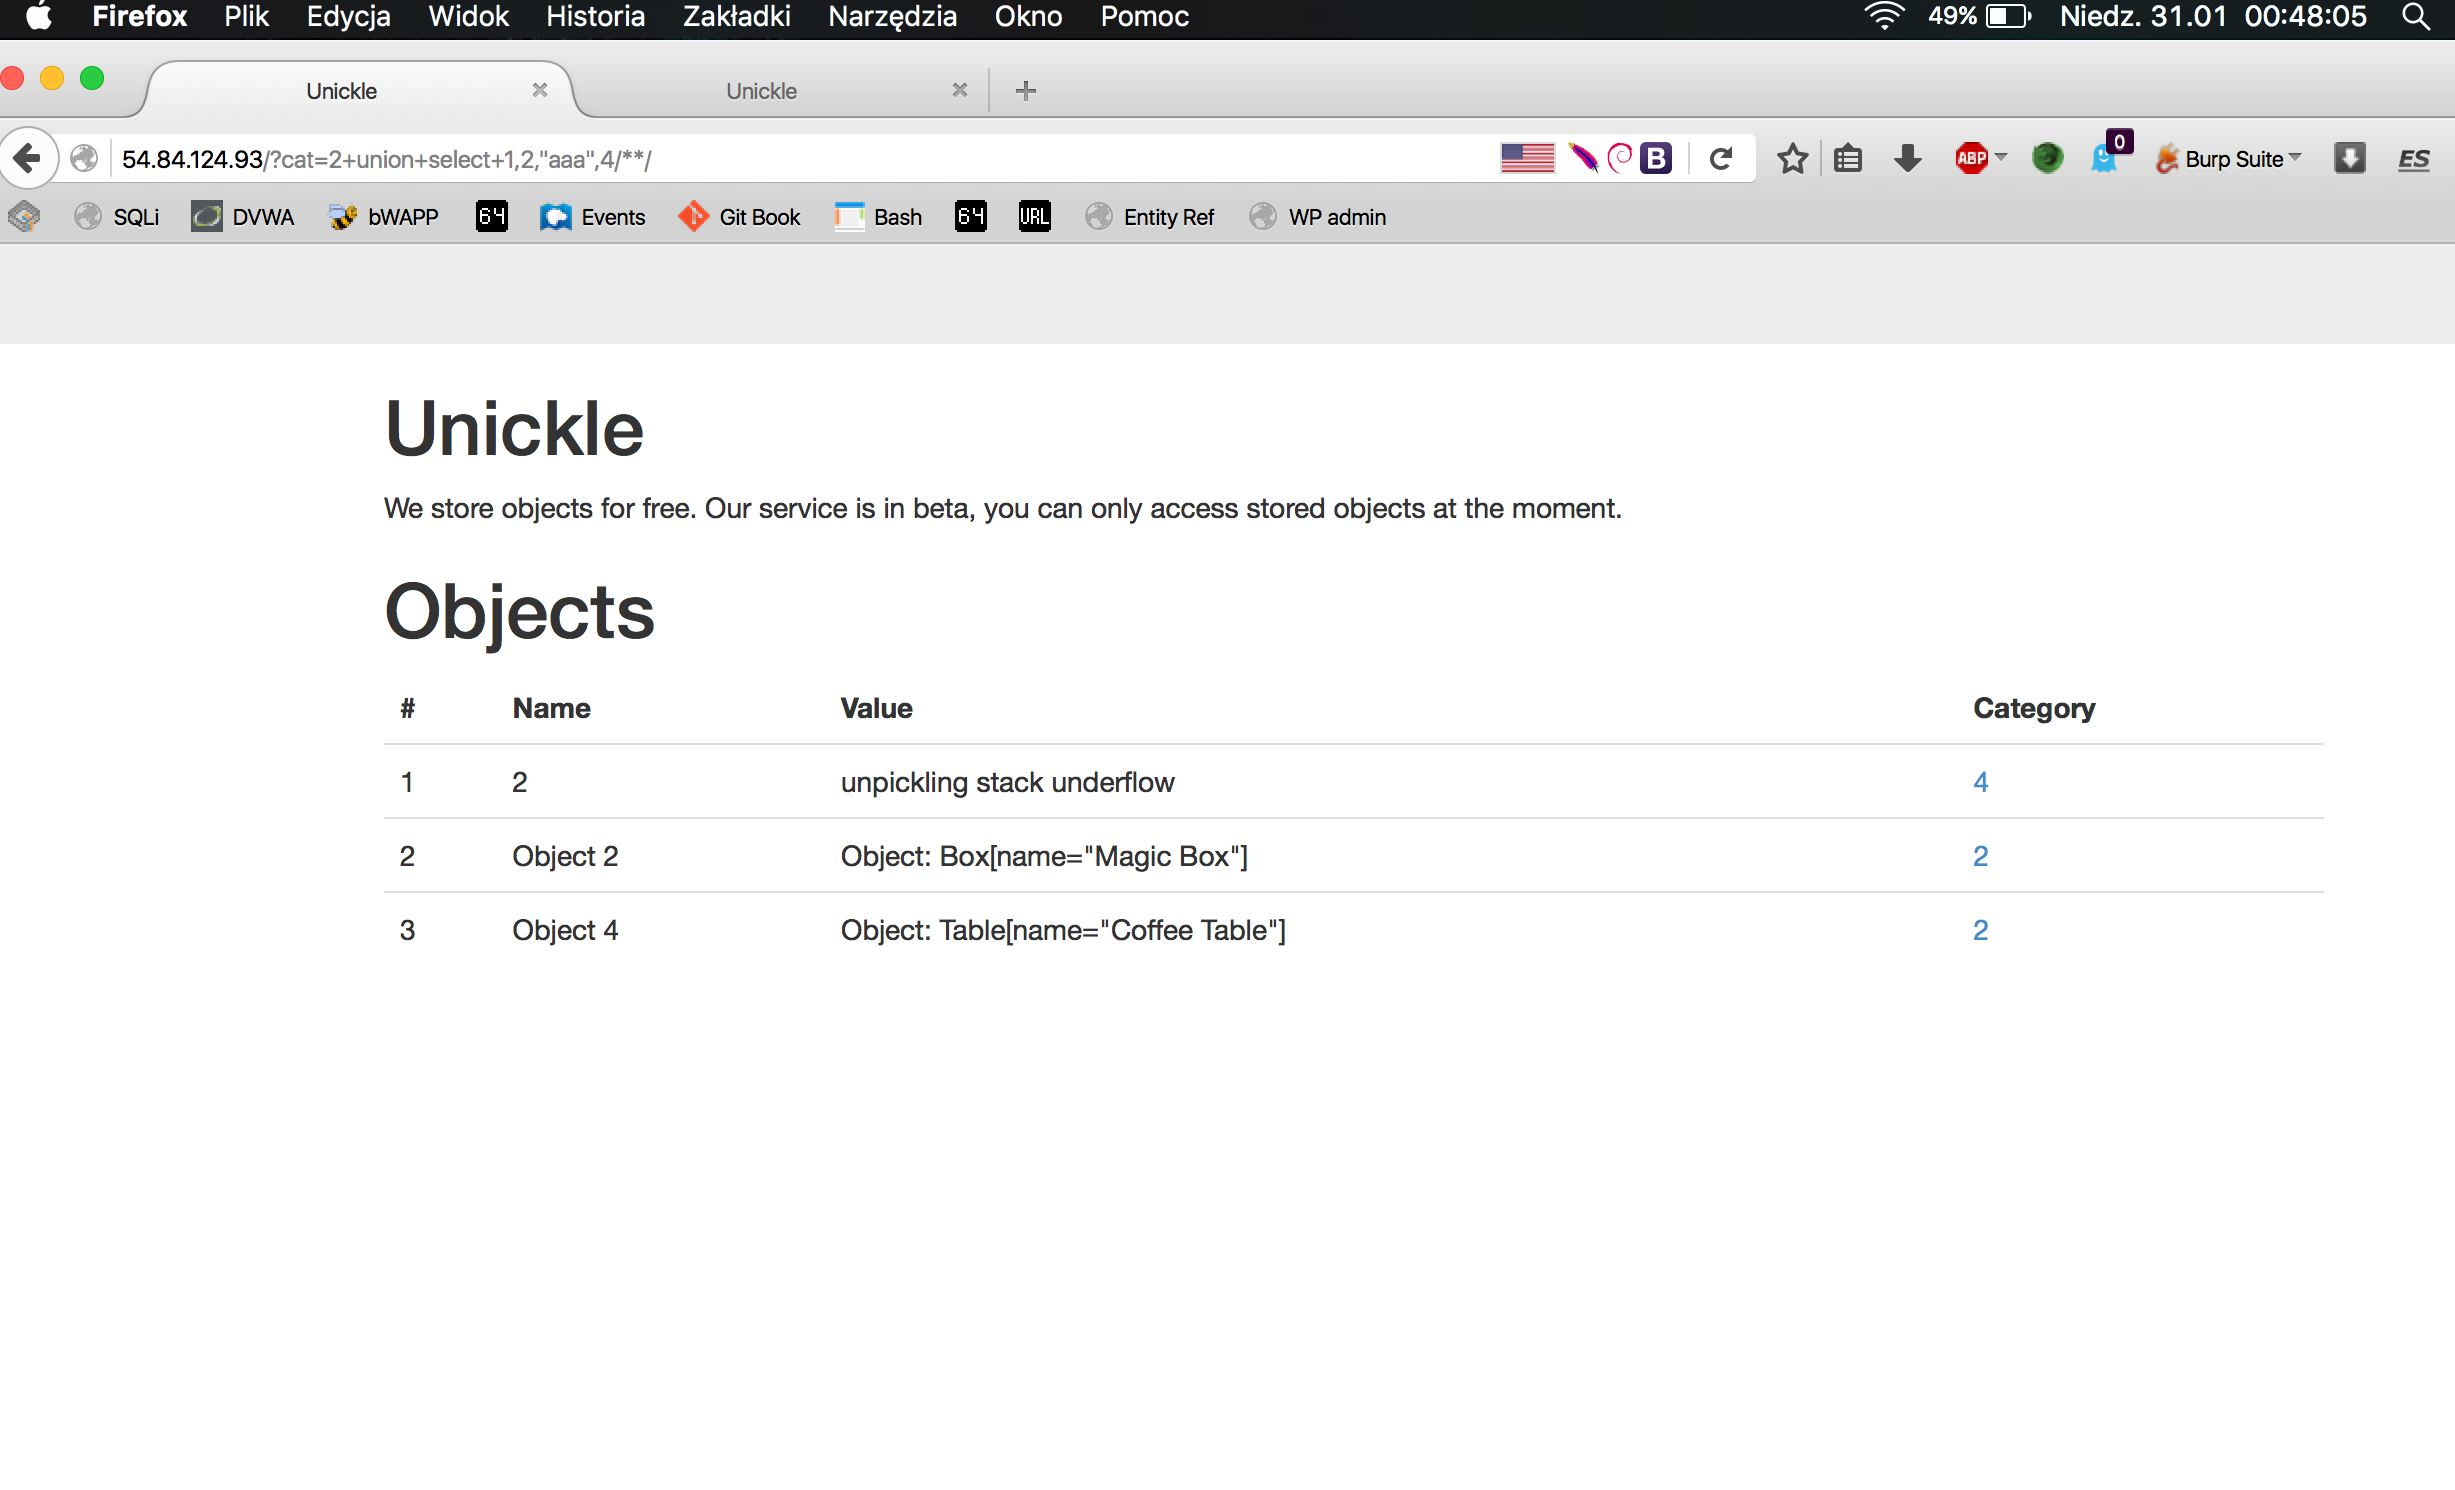 Firefox Plik Edycja Widok Historia Zakładki Narzędzia Okno Pomoc 49% Niedz. 31.01 00:48:05
Unickle Unickle
54.84.124.93/?cat=2+union+select+1,2,"aaa",4/**/ B ABP 0 Burp Suite ES
SQLi DVWA bWAPP 64 Events Git Book Bash 64 URL Entity Ref WP admin
Unickle
We store objects for free. Our service is in beta, you can only access stored objects at the moment.
Objects
# Name Value Category
1 2 unpickling stack underflow 4
2 Object 2 Object: Box[name="Magic Box"] 2
3 Object 4 Object: Table[name="Coffee Table"] 2